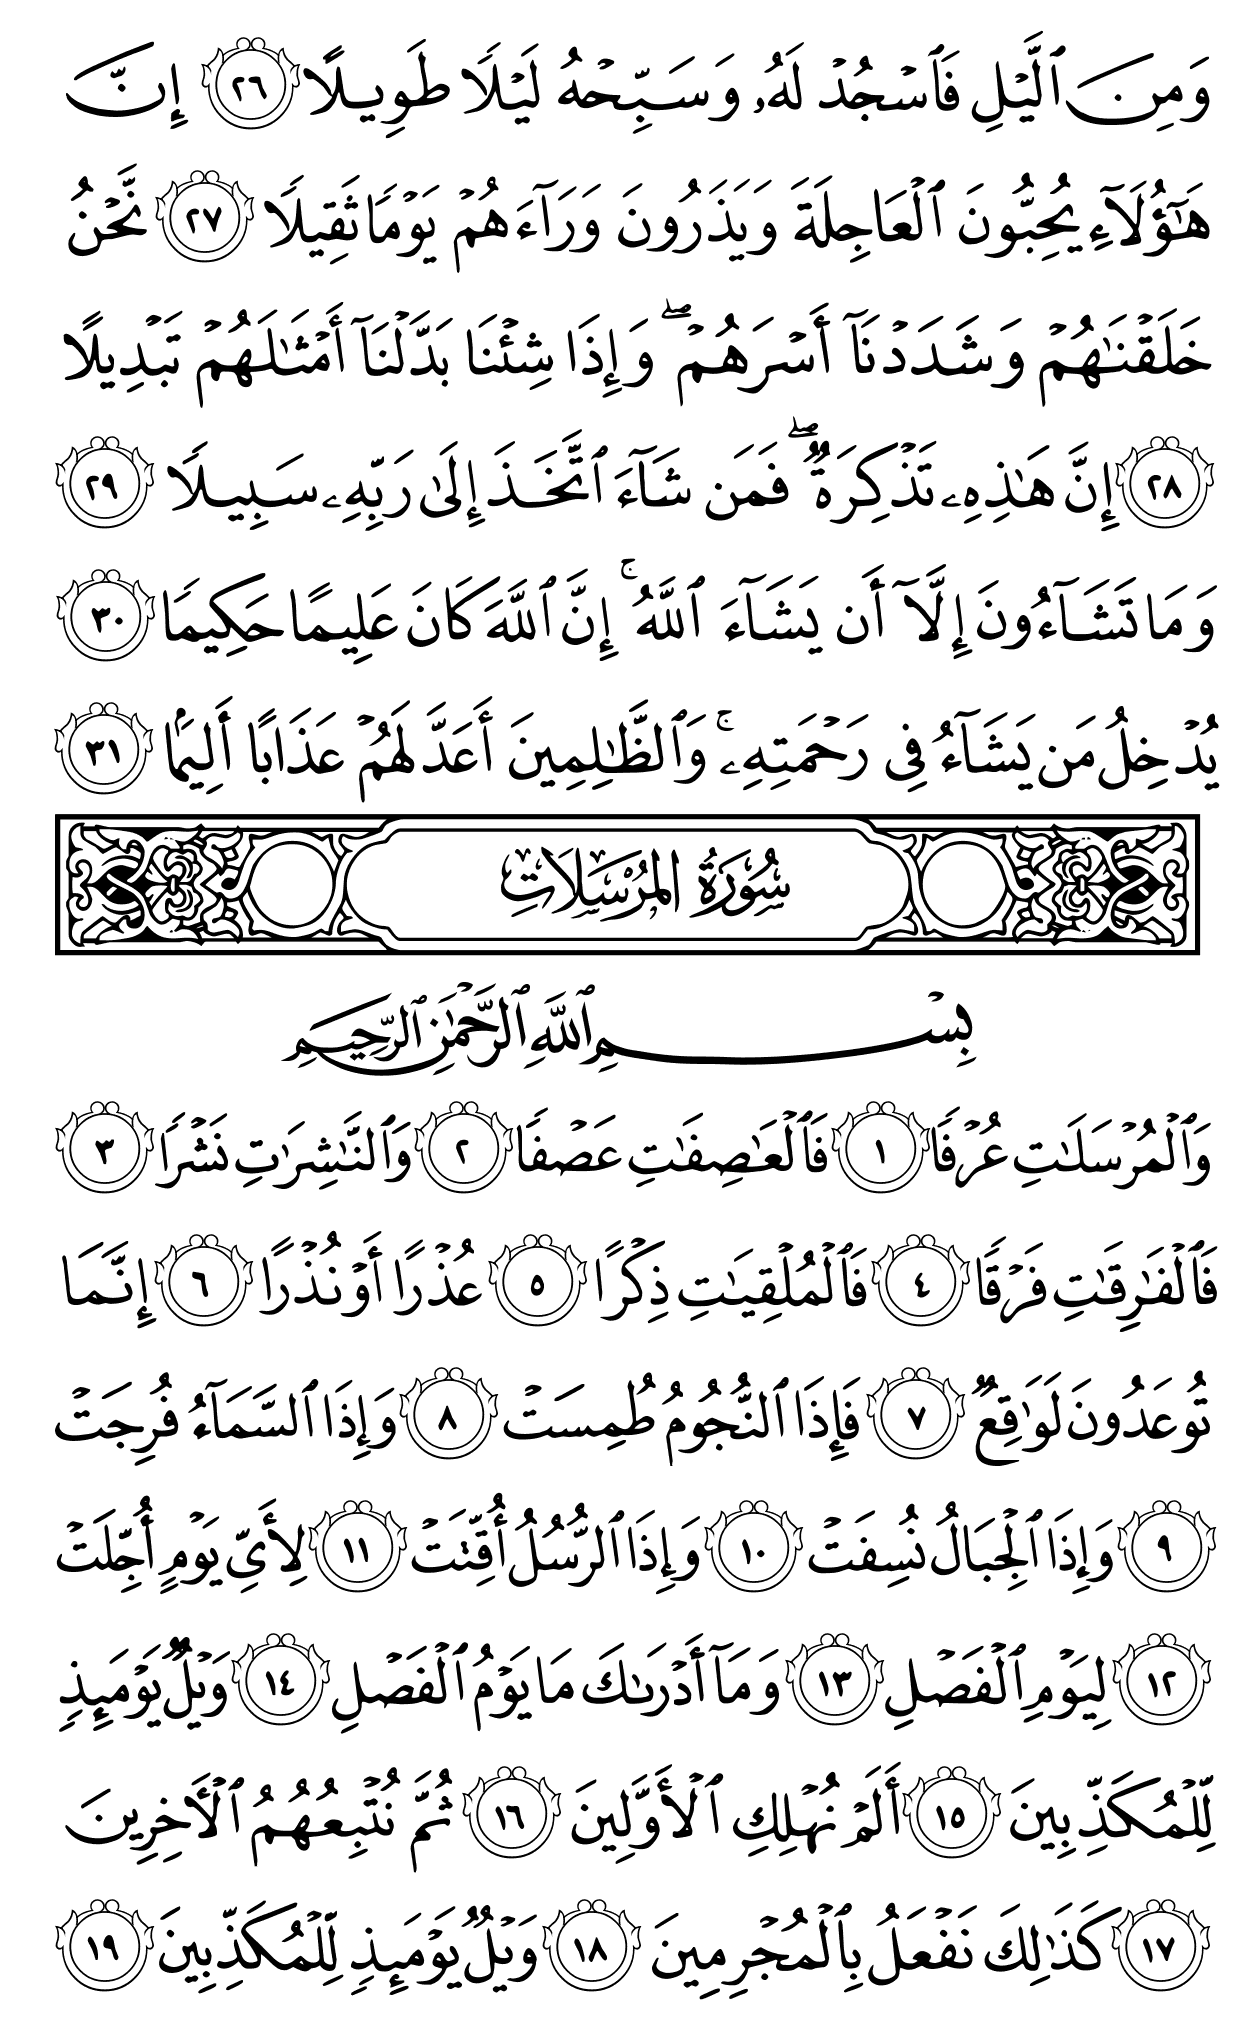 وَمِنَ ٱلَّيۡلِ فَٱسۡجُدۡ لَهُۥ وَسَبِّحۡهُ لَيۡلٗا طَوِيلًا ٢٦ إِنَّ
هَٰٓؤُلَآءِ يُحِبُّونَ ٱلۡعَاجِلَةَ وَيَذَرُونَ وَرَآءَهُمۡ يَوۡمٗا ثَقِيلٗا ٢٧ نَّحۡنُ
خَلَقۡنَٰهُمۡ وَشَدَدۡنَآ أَسۡرَهُمۡۖ وَإِذَا شِئۡنَا بَدَّلۡنَآ أَمۡثَٰلَهُمۡ تَبۡدِيلًا
٢٨ إِنَّ هَٰذِهِۦ تَذۡكِرَةٞۖ فَمَن شَآءَ ٱتَّخَذَ إِلَىٰ رَبِّهِۦ سَبِيلٗا ٢٩
وَمَا تَشَآءُونَ إِلَّآ أَن يَشَآءَ ٱللَّهُۚ إِنَّ ٱللَّهَ كَانَ عَلِيمًا حَكِيمٗا ٣٠
يُدۡخِلُ مَن يَشَآءُ فِي رَحۡمَتِهِۦۚ وَٱلظَّٰلِمِينَ أَعَدَّ لَهُمۡ عَذَابًا أَلِيمَۢا ٣١
سُورَةُ المُرۡسَلَاتِ
بِسۡمِ ٱللَّهِ ٱلرَّحۡمَٰنِ ٱلرَّحِيمِ
وَٱلۡمُرۡسَلَٰتِ عُرۡفٗا ١ فَٱلۡعَٰصِفَٰتِ عَصۡفٗا ٢ وَٱلنَّٰشِرَٰتِ نَشۡرٗا ٣
فَٱلۡفَٰرِقَٰتِ فَرۡقٗا ٤ فَٱلۡمُلۡقِيَٰتِ ذِكۡرًا ٥ عُذۡرًا أَوۡ نُذۡرًا ٦ إِنَّمَا
تُوعَدُونَ لَوَٰقِعٞ ٧ فَإِذَا ٱلنُّجُومُ طُمِسَتۡ ٨ وَإِذَا ٱلسَّمَآءُ فُرِجَتۡ
٩ وَإِذَا ٱلۡجِبَالُ نُسِفَتۡ ١٠ وَإِذَا ٱلرُّسُلُ أُقِّتَتۡ ١١ لِأَيِّ يَوۡمٍ أُجِّلَتۡ
١٢ لِيَوۡمِ ٱلۡفَصۡلِ ١٣ وَمَآ أَدۡرَىٰكَ مَا يَوۡمُ ٱلۡفَصۡلِ ١٤ وَيۡلٞ يَوۡمَئِذٖ
لِّلۡمُكَذِّبِينَ ١٥ أَلَمۡ نُهۡلِكِ ٱلۡأَوَّلِينَ ١٦ ثُمَّ نُتۡبِعُهُمُ ٱلۡأٓخِرِينَ
١٧ كَذَٰلِكَ نَفۡعَلُ بِٱلۡمُجۡرِمِينَ ١٨ وَيۡلٞ يَوۡمَئِذٖ لِّلۡمُكَذِّبِينَ ١٩